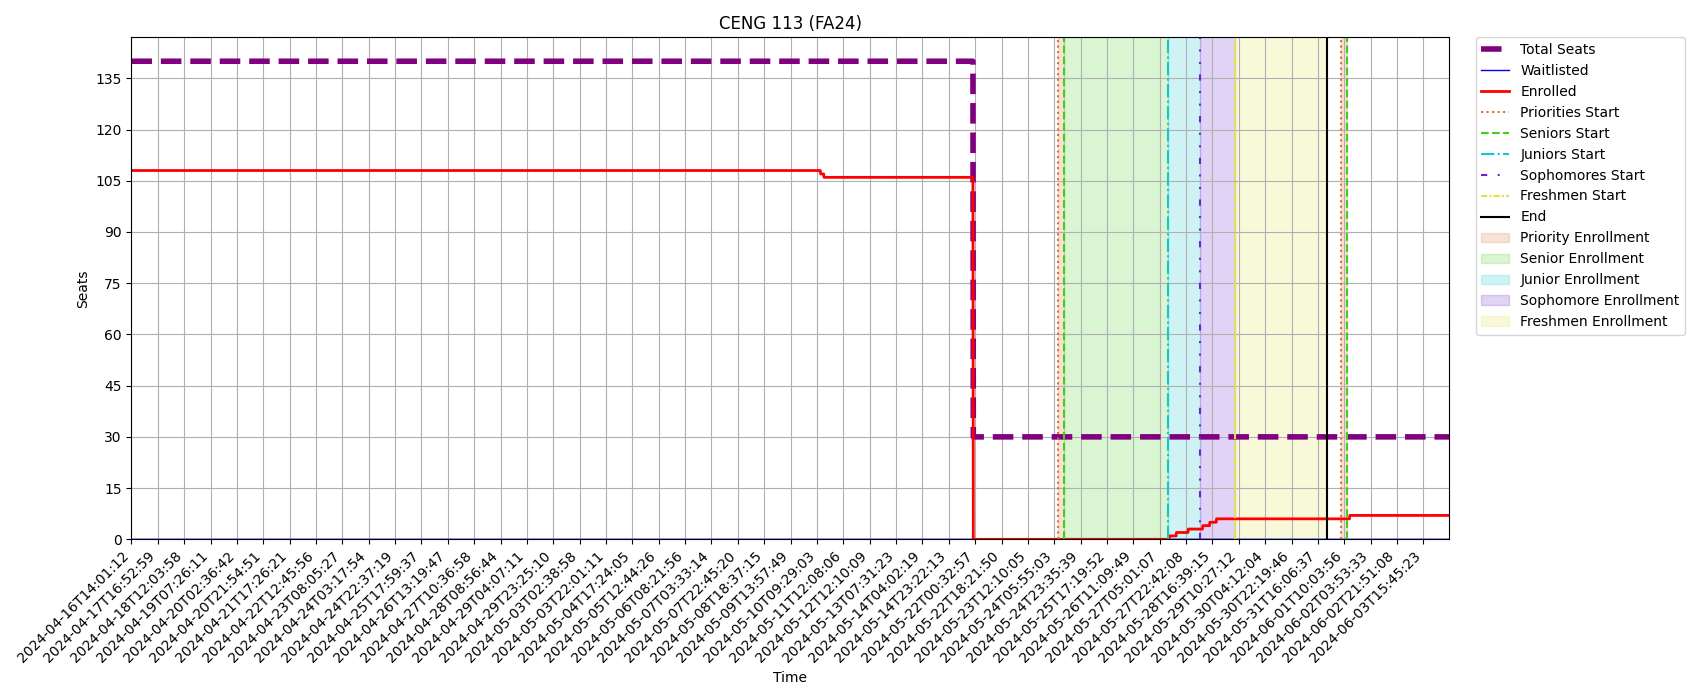 CENG 113 (FA24)
Seats
135
120
105
90
75
60
45
30
15
0
2024-04-16T14:01:12
2024-04-17T16:52:59
2024-04-18T12:03:58
2024-04-19T07:26:11
2024-04-20T02:36:42
2024-04-20T21:54:51
2024-04-21T17:26:21
2024-04-22T12:45:56
2024-04-23T08:05:27
2024-04-24T03:17:54
2024-04-24T22:37:19
2024-04-25T17:59:37
2024-04-26T13:19:47
2024-04-27T10:36:58
2024-04-28T08:56:44
2024-04-29T04:07:11
2024-04-29T23:25:10
2024-05-03T02:38:58
2024-05-03T22:01:11
2024-05-04T17:24:05
2024-05-05T12:44:26
2024-05-06T08:21:56
2024-05-07T03:33:14
2024-05-07T22:45:20
2024-05-08T18:37:15
2024-05-09T13:57:49
2024-05-10T09:29:03
2024-05-11T12:08:06
2024-05-12T12:10:09
2024-05-13T07:31:23
2024-05-14T04:02:19
2024-05-14T23:22:13
2024-05-22T00:32:57
2024-05-22T18:21:50
2024-05-23T12:10:05
2024-05-24T05:55:03
2024-05-24T23:35:39
2024-05-25T17:19:52
2024-05-26T11:09:49
2024-05-27T05:01:07
2024-05-27T22:42:08
2024-05-28T16:39:15
2024-05-29T10:27:12
2024-05-30T04:12:04
2024-05-30T22:19:46
2024-05-31T16:06:37
2024-06-01T10:03:56
2024-06-02T03:53:33
2024-06-02T21:51:08
2024-06-03T15:45:23
Time
Total Seats
Waitlisted
Enrolled
Priorities Start
Seniors Start
Juniors Start
Sophomores Start
Freshmen Start
End
Priority Enrollment
Senior Enrollment
Junior Enrollment
Sophomore Enrollment
Freshmen Enrollment